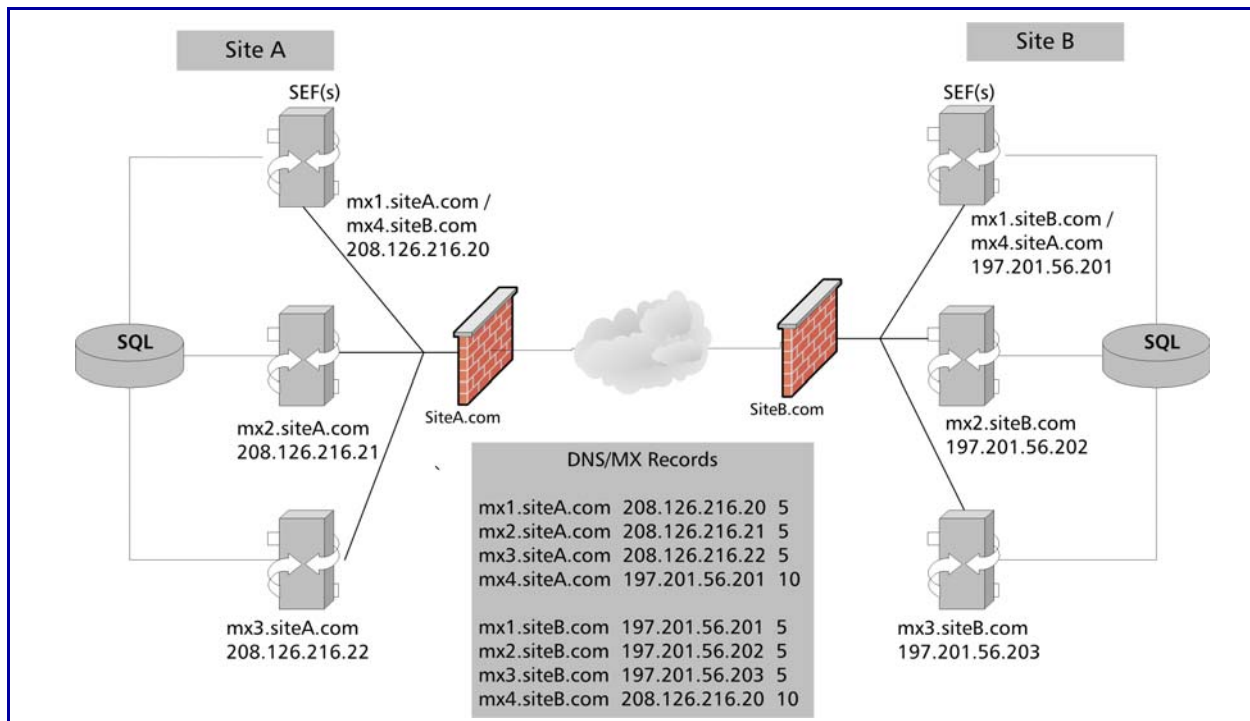 Site A
Site B
SEF(s)
SEF(s)
mx1.siteA.com /
mx4.siteB.com
208.126.216.20
mx1.siteB.com /
mx4.siteA.com
197.201.56.201
SQL
SQL
SiteA.com
SiteB.com
mx2.siteA.com
208.126.216.21
mx2.siteB.com
197.201.56.202
DNS/MX Records
mx1.siteA.com 208.126.216.20 5
mx2.siteA.com 208.126.216.21 5
mx3.siteA.com 208.126.216.22 5
mx4.siteA.com 197.201.56.201 10
mx1.siteB.com 197.201.56.201 5
mx2.siteB.com 197.201.56.202 5
mx3.siteB.com 197.201.56.203 5
mx4.siteB.com 208.126.216.20 10
mx3.siteA.com
208.126.216.22
mx3.siteB.com
197.201.56.203